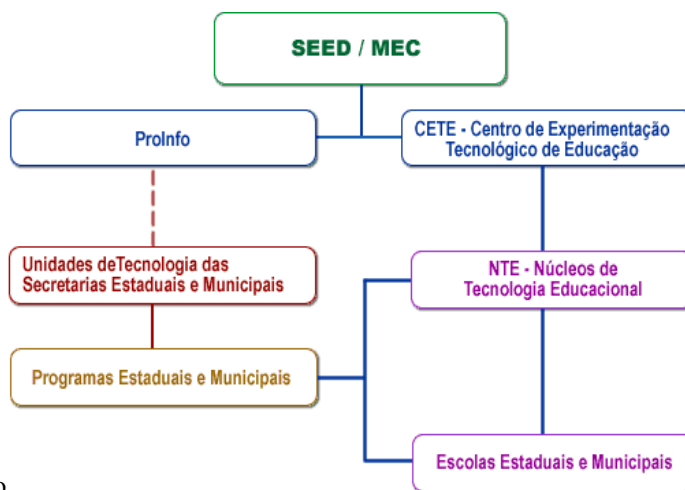 SEED / MEC
ProInfo
CETE - Centro de Experimentação
Tecnológico de Educação
Unidades deTecnologia das
Secretarias Estaduais e Municipais
NTE - Núcleos de
Tecnologia Educacional
Programas Estaduais e Municipais
Escolas Estaduais e Municipais